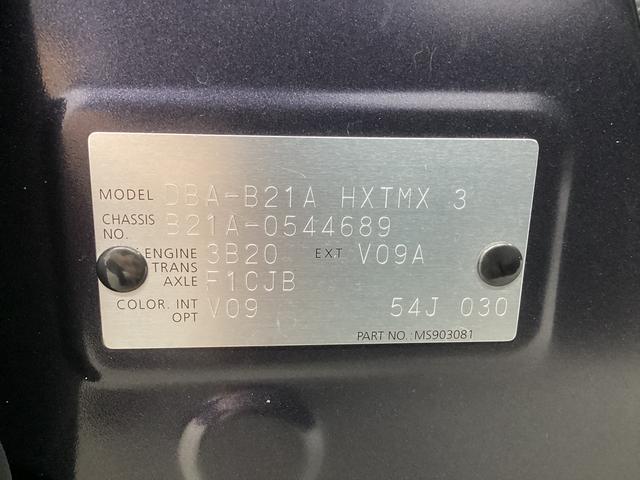 MODEL DBA-B21A HXTMX 3
CHASSIS NO. B21A-0544689
ENGINE 3B20 EXT V09A
TRANS AXLE F1CJB
COLOR. INT OPT V09 54J 030
PART NO.: MS903081